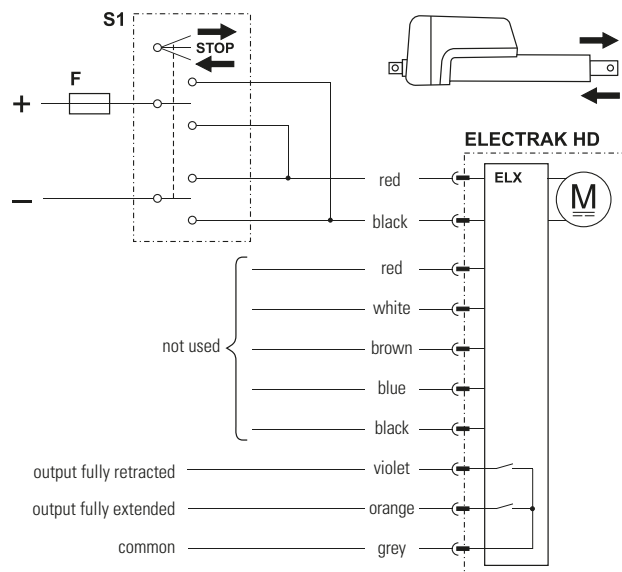 S1
STOP
F
+
−
ELECTRAK HD
ELX
M
red
black
red
white
not used
brown
blue
black
output fully retracted
violet
output fully extended
orange
common
grey